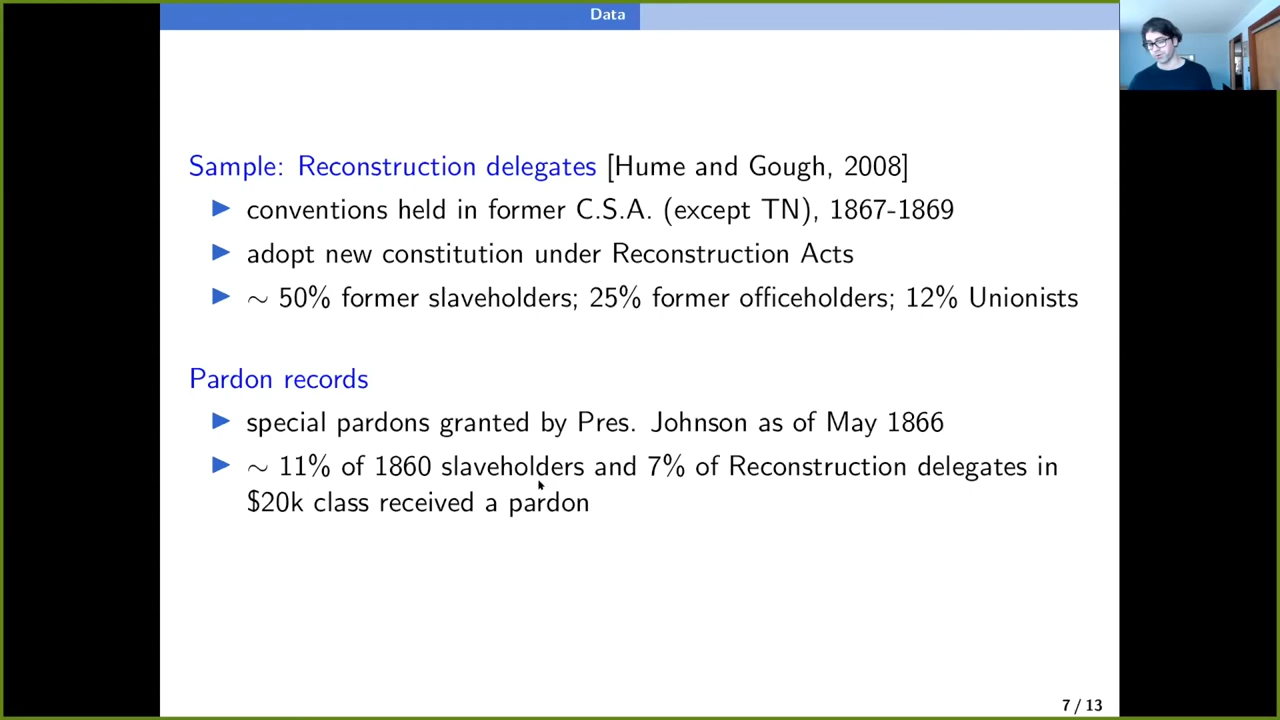 Data
Sample: Reconstruction delegates [Hume and Gough, 2008]
▶ conventions held in former C.S.A. (except TN), 1867-1869
▶ adopt new constitution under Reconstruction Acts
▶ ∼ 50% former slaveholders; 25% former officeholders; 12% Unionists
Pardon records
▶ special pardons granted by Pres. Johnson as of May 1866
▶ ∼ 11% of 1860 slaveholders and 7% of Reconstruction delegates in
$20k class received a pardon
7 / 13